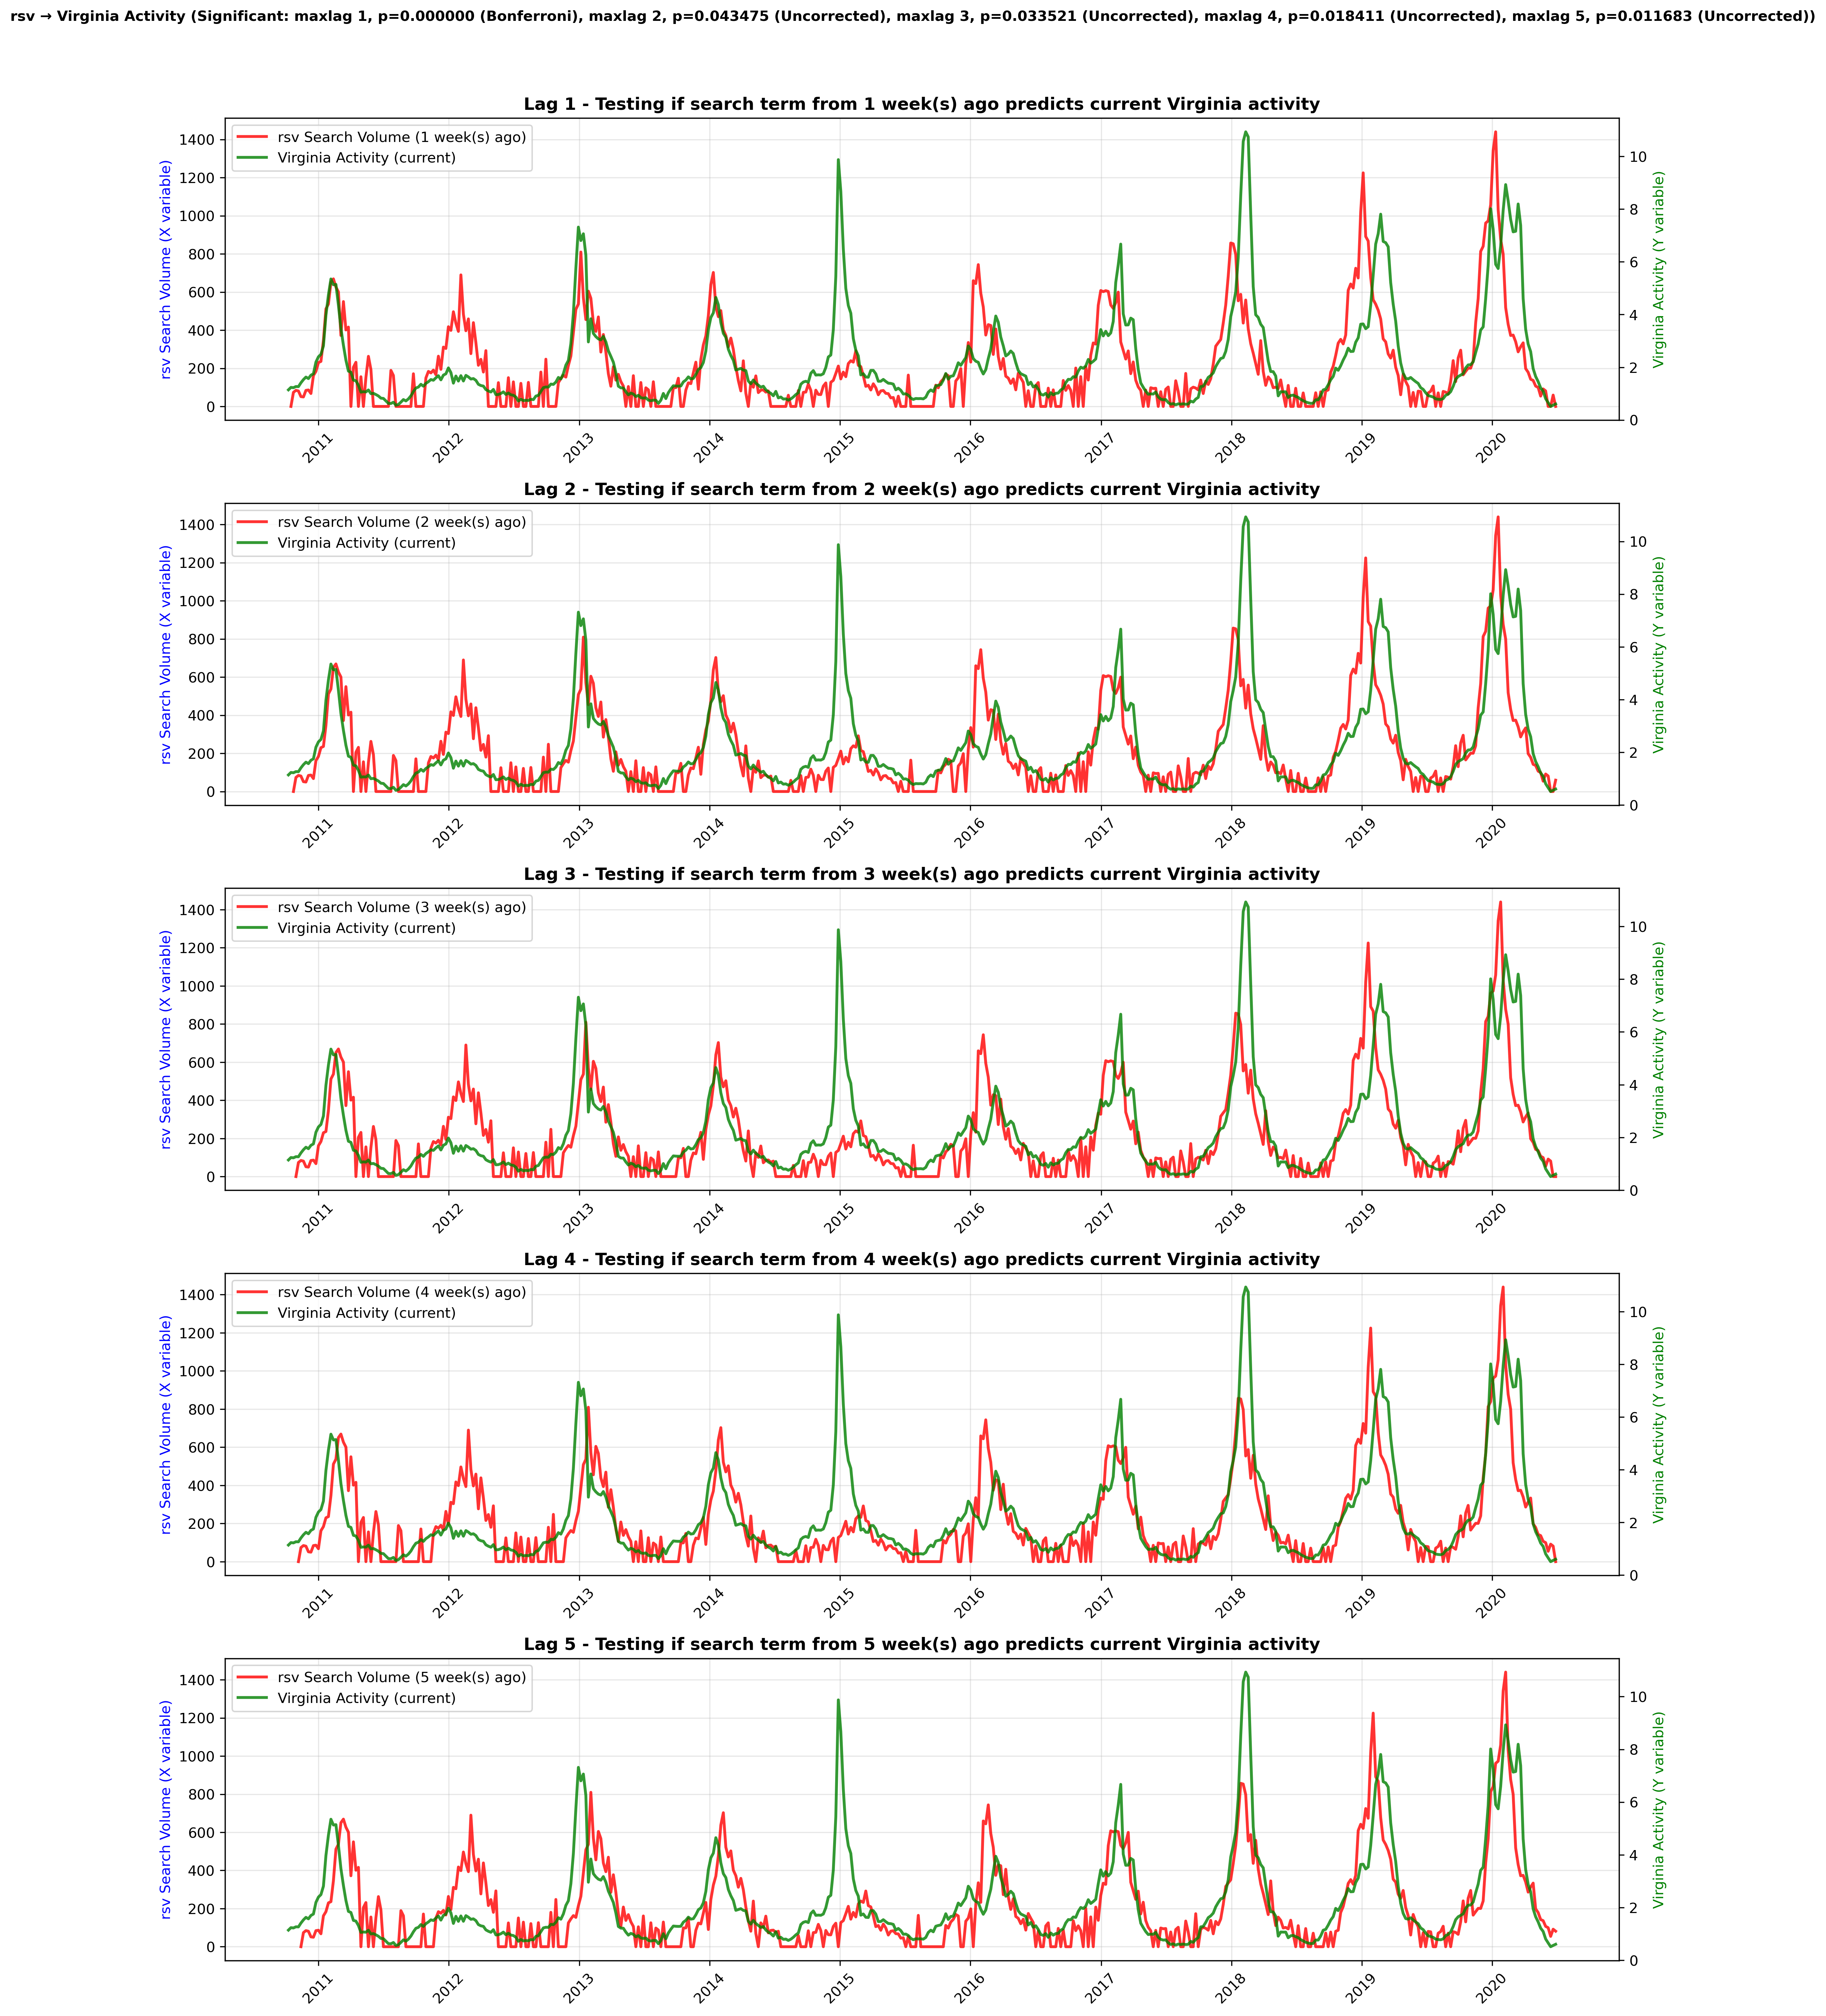 rsv → Virginia Activity (Significant: maxlag 1, p=0.000000 (Bonferroni), maxlag 2, p=0.043475 (Uncorrected), maxlag 3, p=0.033521 (Uncorrected), maxlag 4, p=0.018411 (Uncorrected), maxlag 5, p=0.011683 (Uncorrected))
Lag 1 - Testing if search term from 1 week(s) ago predicts current Virginia activity
rsv Search Volume (1 week(s) ago)
Virginia Activity (current)
rsv Search Volume (X variable)
1400
1200
1000
800
600
400
200
0
Virginia Activity (Y variable)
10
8
6
4
2
0
2011 2012 2013 2014 2015 2016 2017 2018 2019 2020
Lag 2 - Testing if search term from 2 week(s) ago predicts current Virginia activity
rsv Search Volume (2 week(s) ago)
Virginia Activity (current)
rsv Search Volume (X variable)
1400
1200
1000
800
600
400
200
0
Virginia Activity (Y variable)
10
8
6
4
2
0
2011 2012 2013 2014 2015 2016 2017 2018 2019 2020
Lag 3 - Testing if search term from 3 week(s) ago predicts current Virginia activity
rsv Search Volume (3 week(s) ago)
Virginia Activity (current)
rsv Search Volume (X variable)
1400
1200
1000
800
600
400
200
0
Virginia Activity (Y variable)
10
8
6
4
2
0
2011 2012 2013 2014 2015 2016 2017 2018 2019 2020
Lag 4 - Testing if search term from 4 week(s) ago predicts current Virginia activity
rsv Search Volume (4 week(s) ago)
Virginia Activity (current)
rsv Search Volume (X variable)
1400
1200
1000
800
600
400
200
0
Virginia Activity (Y variable)
10
8
6
4
2
0
2011 2012 2013 2014 2015 2016 2017 2018 2019 2020
Lag 5 - Testing if search term from 5 week(s) ago predicts current Virginia activity
rsv Search Volume (5 week(s) ago)
Virginia Activity (current)
rsv Search Volume (X variable)
1400
1200
1000
800
600
400
200
0
Virginia Activity (Y variable)
10
8
6
4
2
0
2011 2012 2013 2014 2015 2016 2017 2018 2019 2020